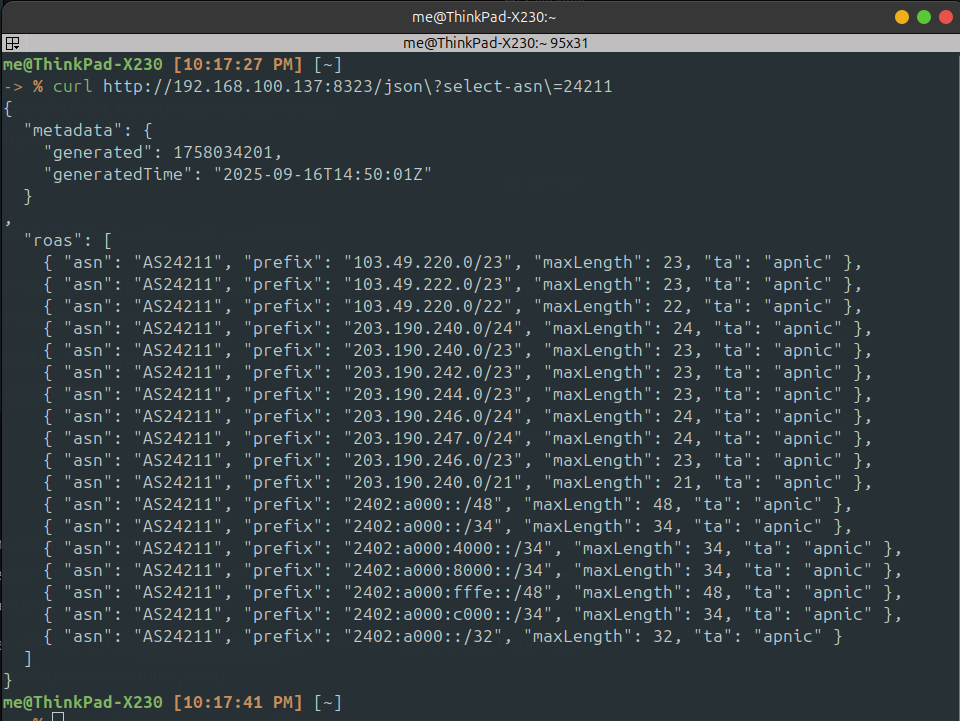 me@ThinkPad-X230:~
me@ThinkPad-X230:~ 95x31
me@ThinkPad-X230 [10:17:27 PM] [~]
-> % curl http://192.168.100.137:8323/json\?select-asn\=24211
{
  "metadata": {
    "generated": 1758034201,
    "generatedTime": "2025-09-16T14:50:01Z"
  }
,
  "roas": [
    { "asn": "AS24211", "prefix": "103.49.220.0/23", "maxLength": 23, "ta": "apnic" },
    { "asn": "AS24211", "prefix": "103.49.222.0/23", "maxLength": 23, "ta": "apnic" },
    { "asn": "AS24211", "prefix": "103.49.220.0/22", "maxLength": 22, "ta": "apnic" },
    { "asn": "AS24211", "prefix": "203.190.240.0/24", "maxLength": 24, "ta": "apnic" },
    { "asn": "AS24211", "prefix": "203.190.240.0/23", "maxLength": 23, "ta": "apnic" },
    { "asn": "AS24211", "prefix": "203.190.242.0/23", "maxLength": 23, "ta": "apnic" },
    { "asn": "AS24211", "prefix": "203.190.244.0/23", "maxLength": 23, "ta": "apnic" },
    { "asn": "AS24211", "prefix": "203.190.246.0/24", "maxLength": 24, "ta": "apnic" },
    { "asn": "AS24211", "prefix": "203.190.247.0/24", "maxLength": 24, "ta": "apnic" },
    { "asn": "AS24211", "prefix": "203.190.246.0/23", "maxLength": 23, "ta": "apnic" },
    { "asn": "AS24211", "prefix": "203.190.240.0/21", "maxLength": 21, "ta": "apnic" },
    { "asn": "AS24211", "prefix": "2402:a000::/48", "maxLength": 48, "ta": "apnic" },
    { "asn": "AS24211", "prefix": "2402:a000::/34", "maxLength": 34, "ta": "apnic" },
    { "asn": "AS24211", "prefix": "2402:a000:4000::/34", "maxLength": 34, "ta": "apnic" },
    { "asn": "AS24211", "prefix": "2402:a000:8000::/34", "maxLength": 34, "ta": "apnic" },
    { "asn": "AS24211", "prefix": "2402:a000:fffe::/48", "maxLength": 48, "ta": "apnic" },
    { "asn": "AS24211", "prefix": "2402:a000:c000::/34", "maxLength": 34, "ta": "apnic" },
    { "asn": "AS24211", "prefix": "2402:a000::/32", "maxLength": 32, "ta": "apnic" }
  ]
}
me@ThinkPad-X230 [10:17:41 PM] [~]